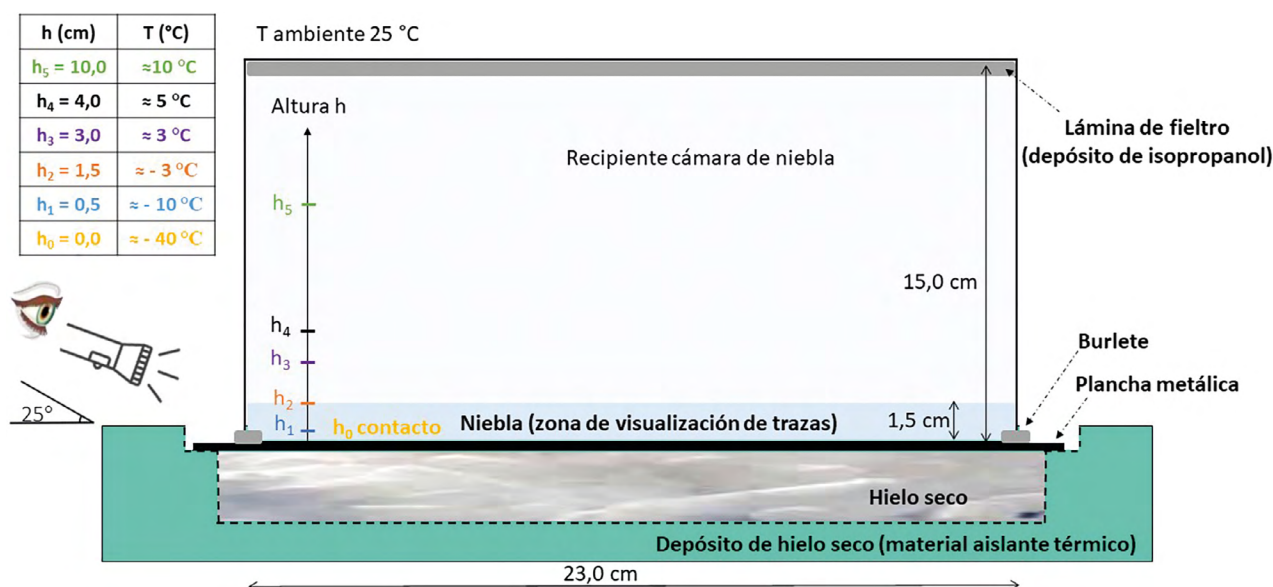 h (cm) T (°C)
h₅ = 10,0 ≈10 °C
h₄ = 4,0 ≈ 5 °C
h₃ = 3,0 ≈ 3 °C
h₂ = 1,5 ≈ - 3 °C
h₁ = 0,5 ≈ - 10 °C
h₀ = 0,0 ≈ - 40 °C
T ambiente 25 °C
Altura h
Recipiente cámara de niebla
Lámina de fieltro
(depósito de isopropanol)
h₅
15,0 cm
h₄
h₃
Burlete
Plancha metálica
h₂
25°
h₁
h₀ contacto
Niebla (zona de visualización de trazas)
1,5 cm
Hielo seco
Depósito de hielo seco (material aislante térmico)
23,0 cm